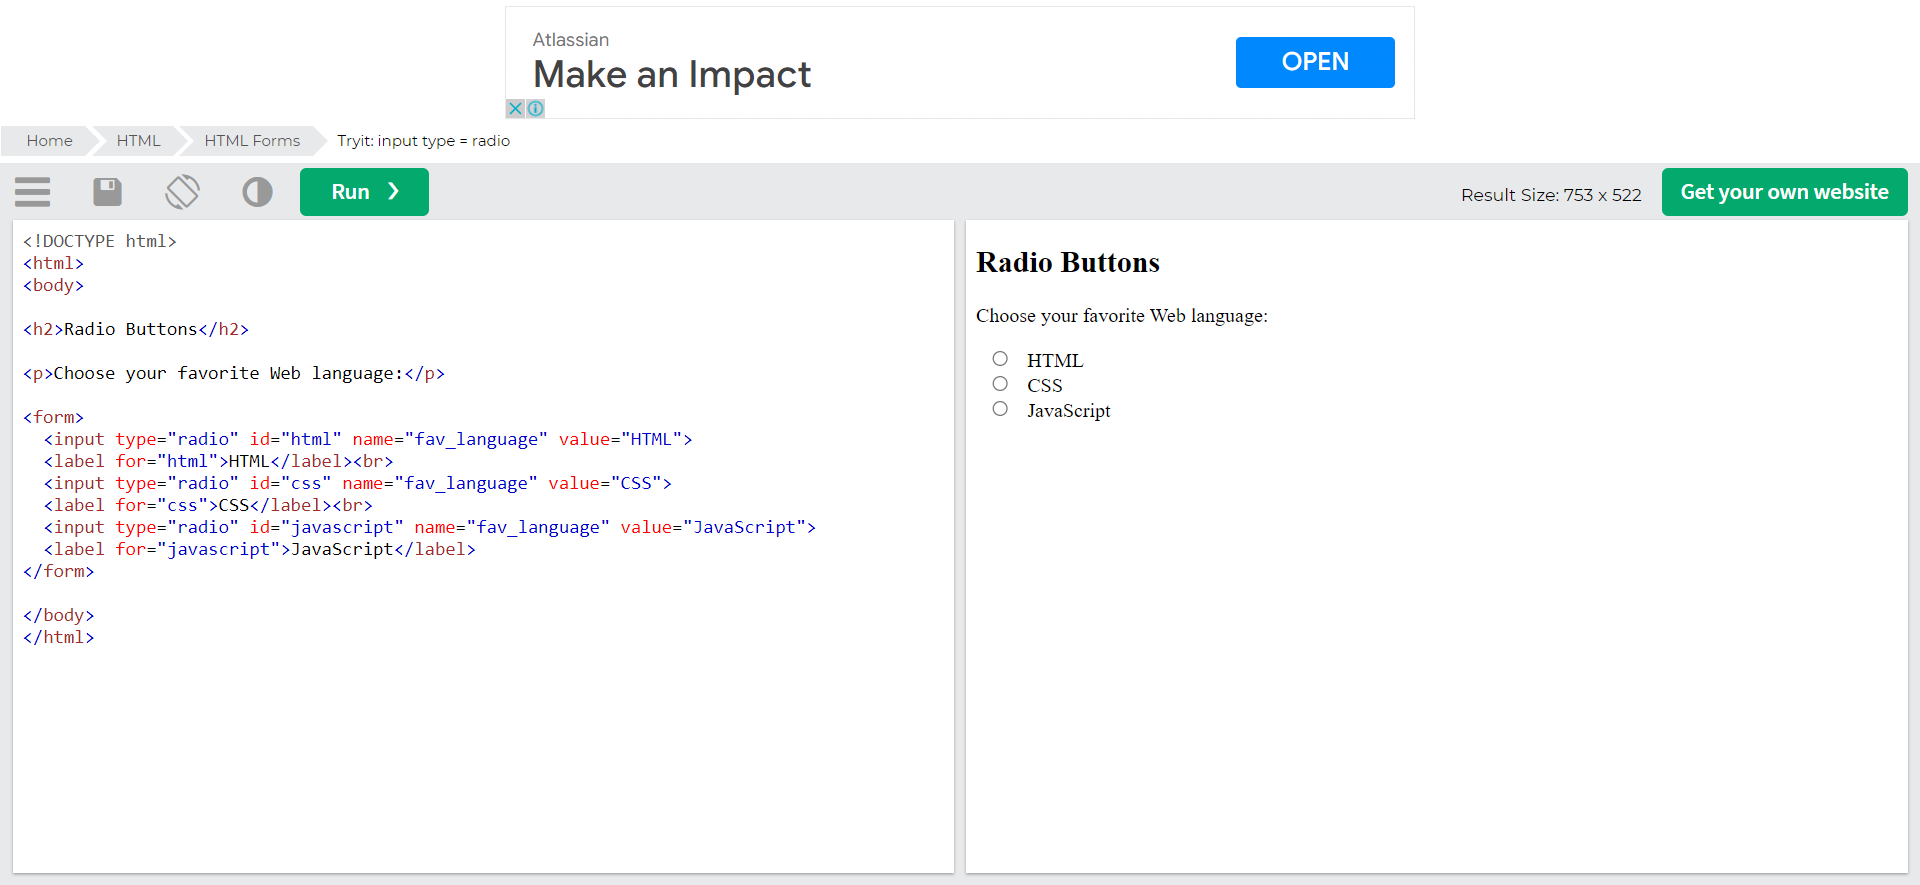 Atlassian
Make an Impact
OPEN
Home
HTML
HTML Forms
Tryit: input type = radio
Run ❯
Result Size: 753 x 522
Get your own website
<!DOCTYPE html>
<html>
<body>
<h2>Radio Buttons</h2>
<p>Choose your favorite Web language:</p>
<form>
  <input type="radio" id="html" name="fav_language" value="HTML">
  <label for="html">HTML</label><br>
  <input type="radio" id="css" name="fav_language" value="CSS">
  <label for="css">CSS</label><br>
  <input type="radio" id="javascript" name="fav_language" value="JavaScript">
  <label for="javascript">JavaScript</label>
</form>
</body>
</html>
Radio Buttons
Choose your favorite Web language:
HTML
CSS
JavaScript